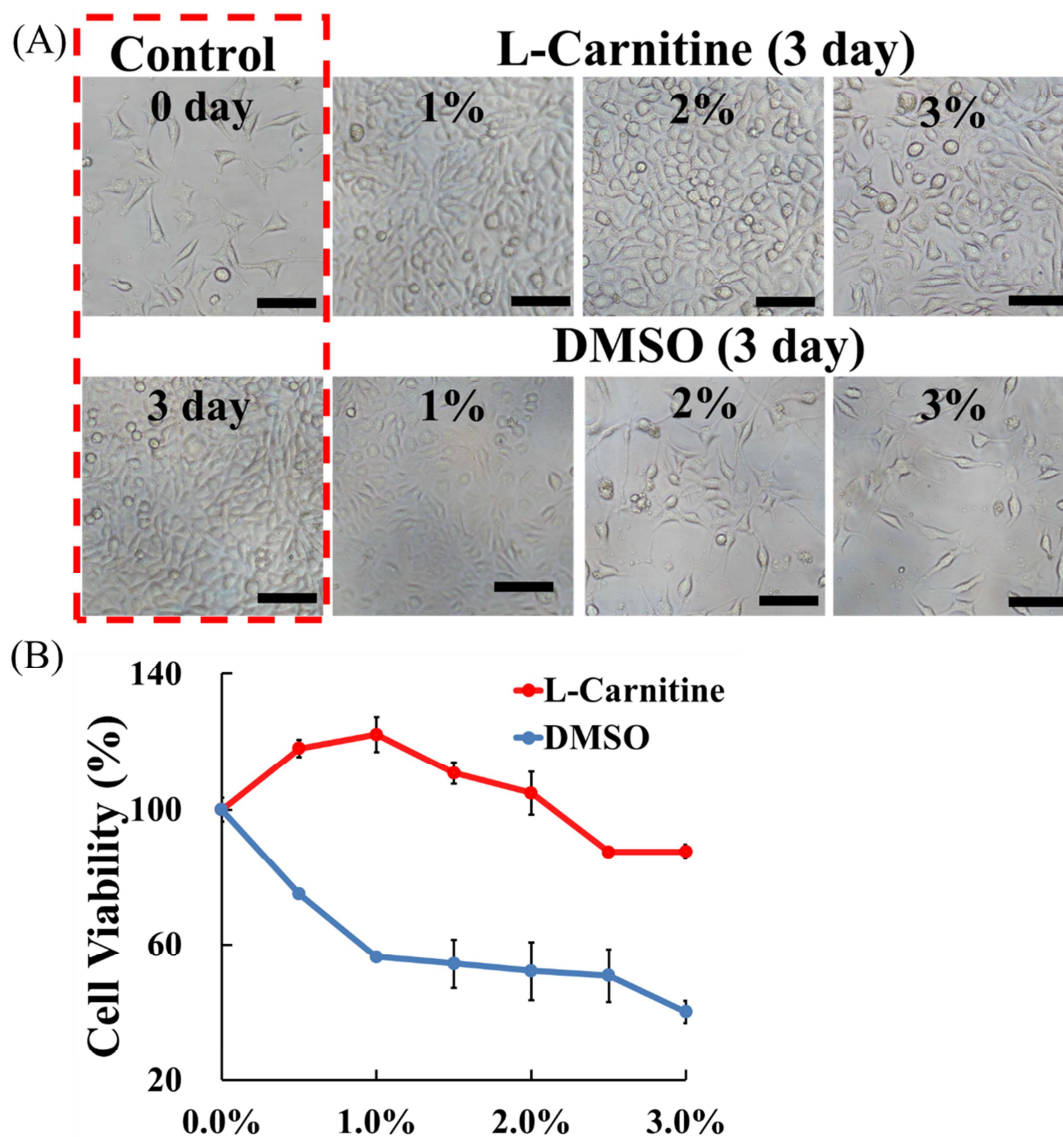 (A)
Control
L-Carnitine (3 day)
0 day
1%
2%
3%
DMSO (3 day)
3 day
1%
2%
3%
(B)
Cell Viability (%)
140
100
60
20
L-Carnitine
DMSO
0.0%
1.0%
2.0%
3.0%